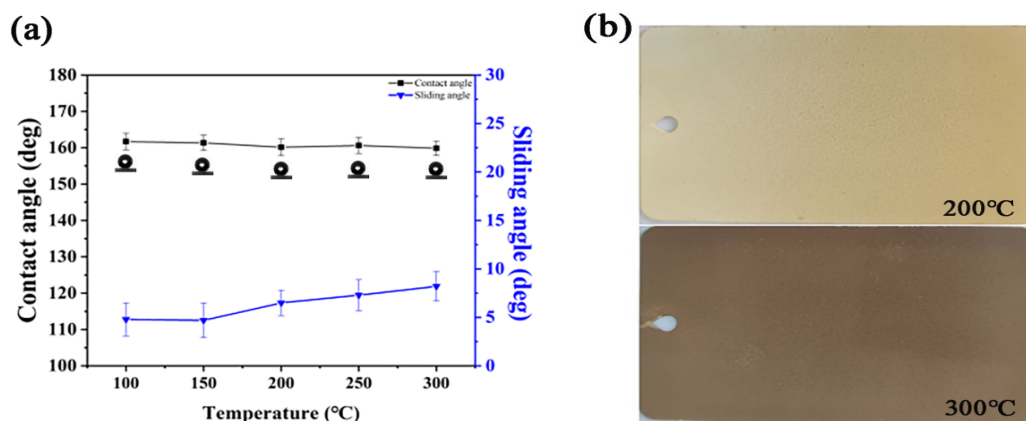 (a)
180
170
160
150
140
130
120
110
100
Contact angle (deg)
Contact angle
Sliding angle
30
25
20
15
10
5
0
Sliding angle (deg)
100 150 200 250 300
Temperature (°C)
(b)
200°C
300°C